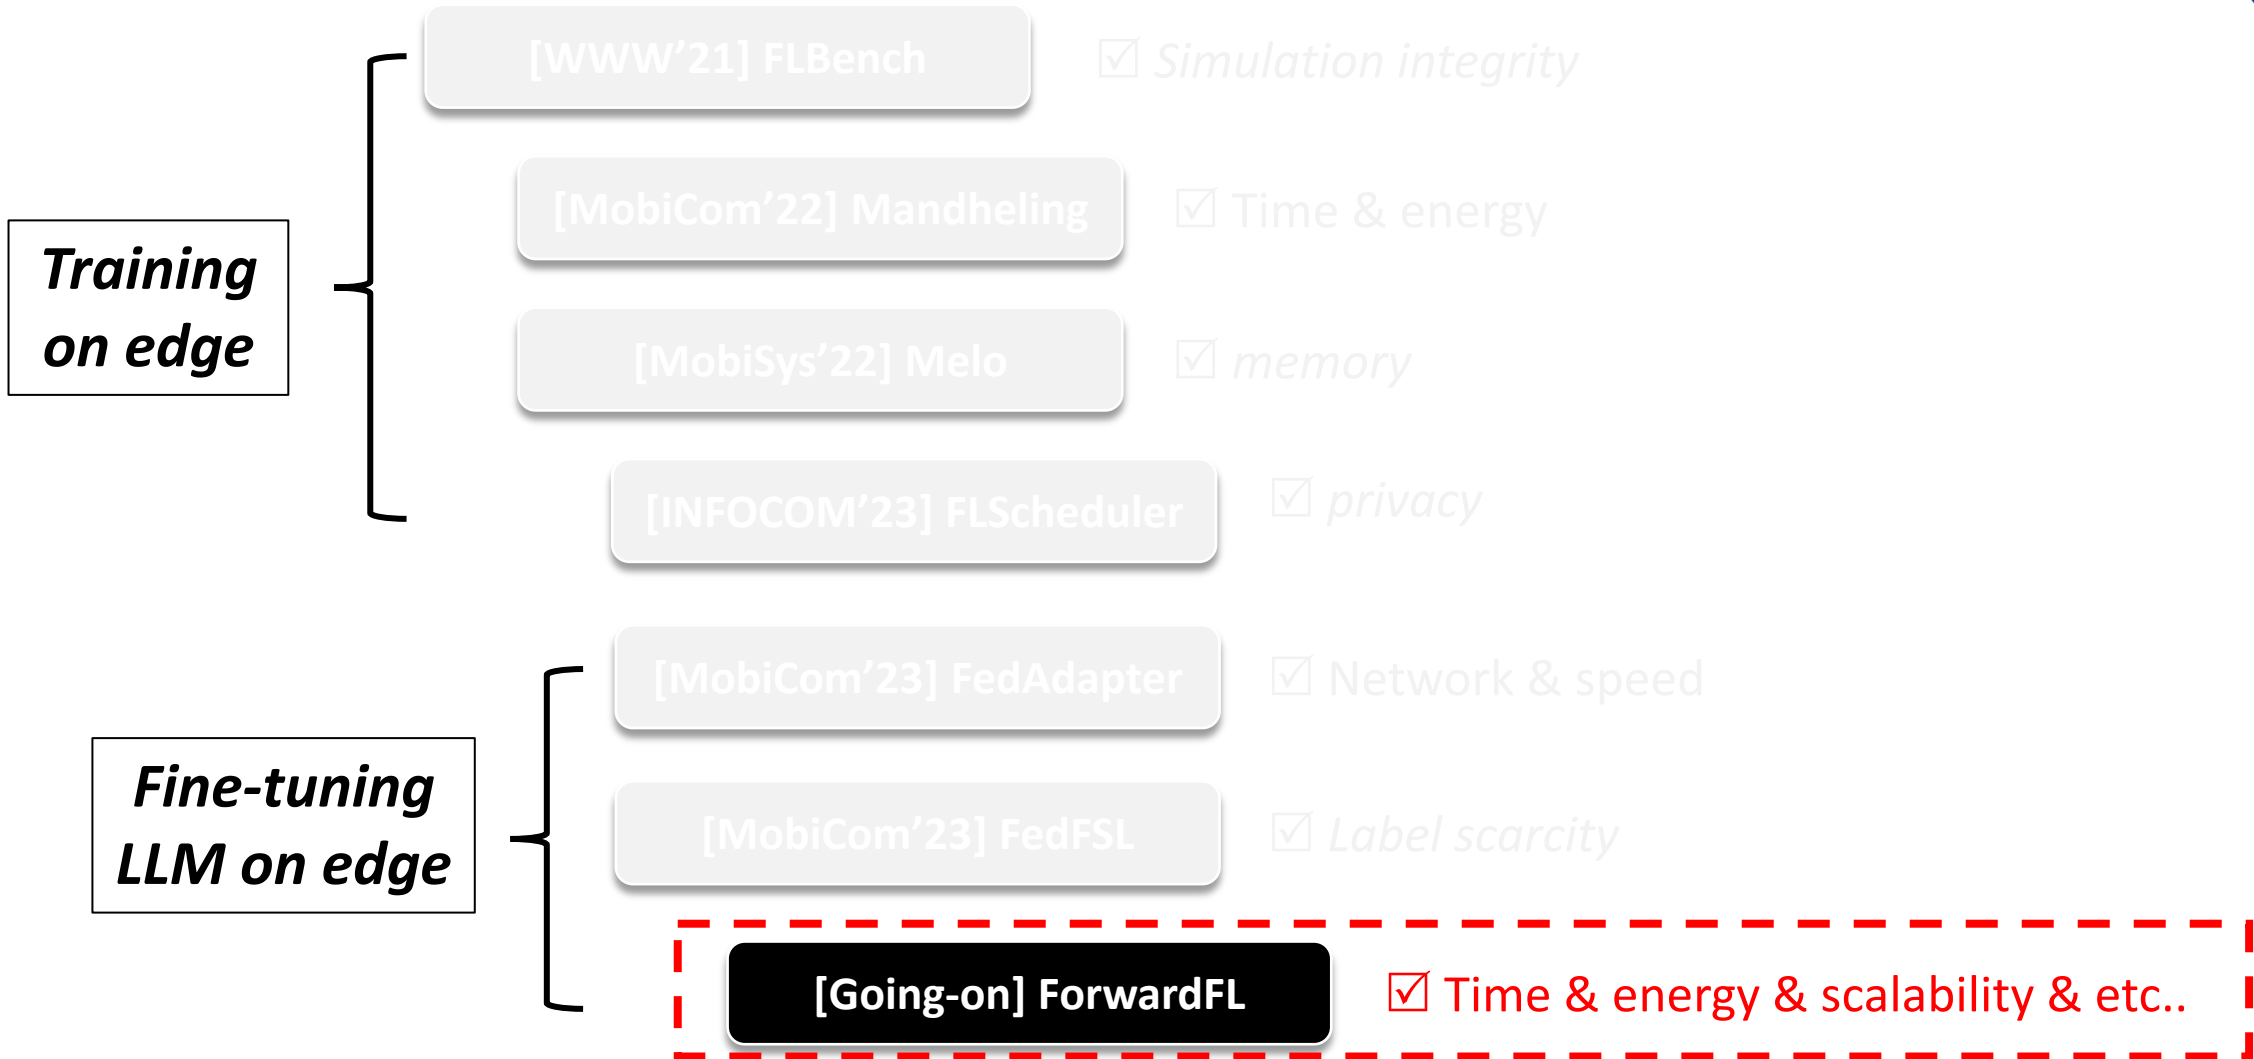 [WWW’21] FLBench
☑ Simulation integrity
[MobiCom’22] Mandheling
☑ Time & energy
Training
on edge
[MobiSys’22] Melo
☑ memory
[INFOCOM’23] FLScheduler
☑ privacy
[MobiCom’23] FedAdapter
☑ Network & speed
Fine-tuning
LLM on edge
[MobiCom’23] FedFSL
☑ Label scarcity
[Going-on] ForwardFL
☑ Time & energy & scalability & etc..